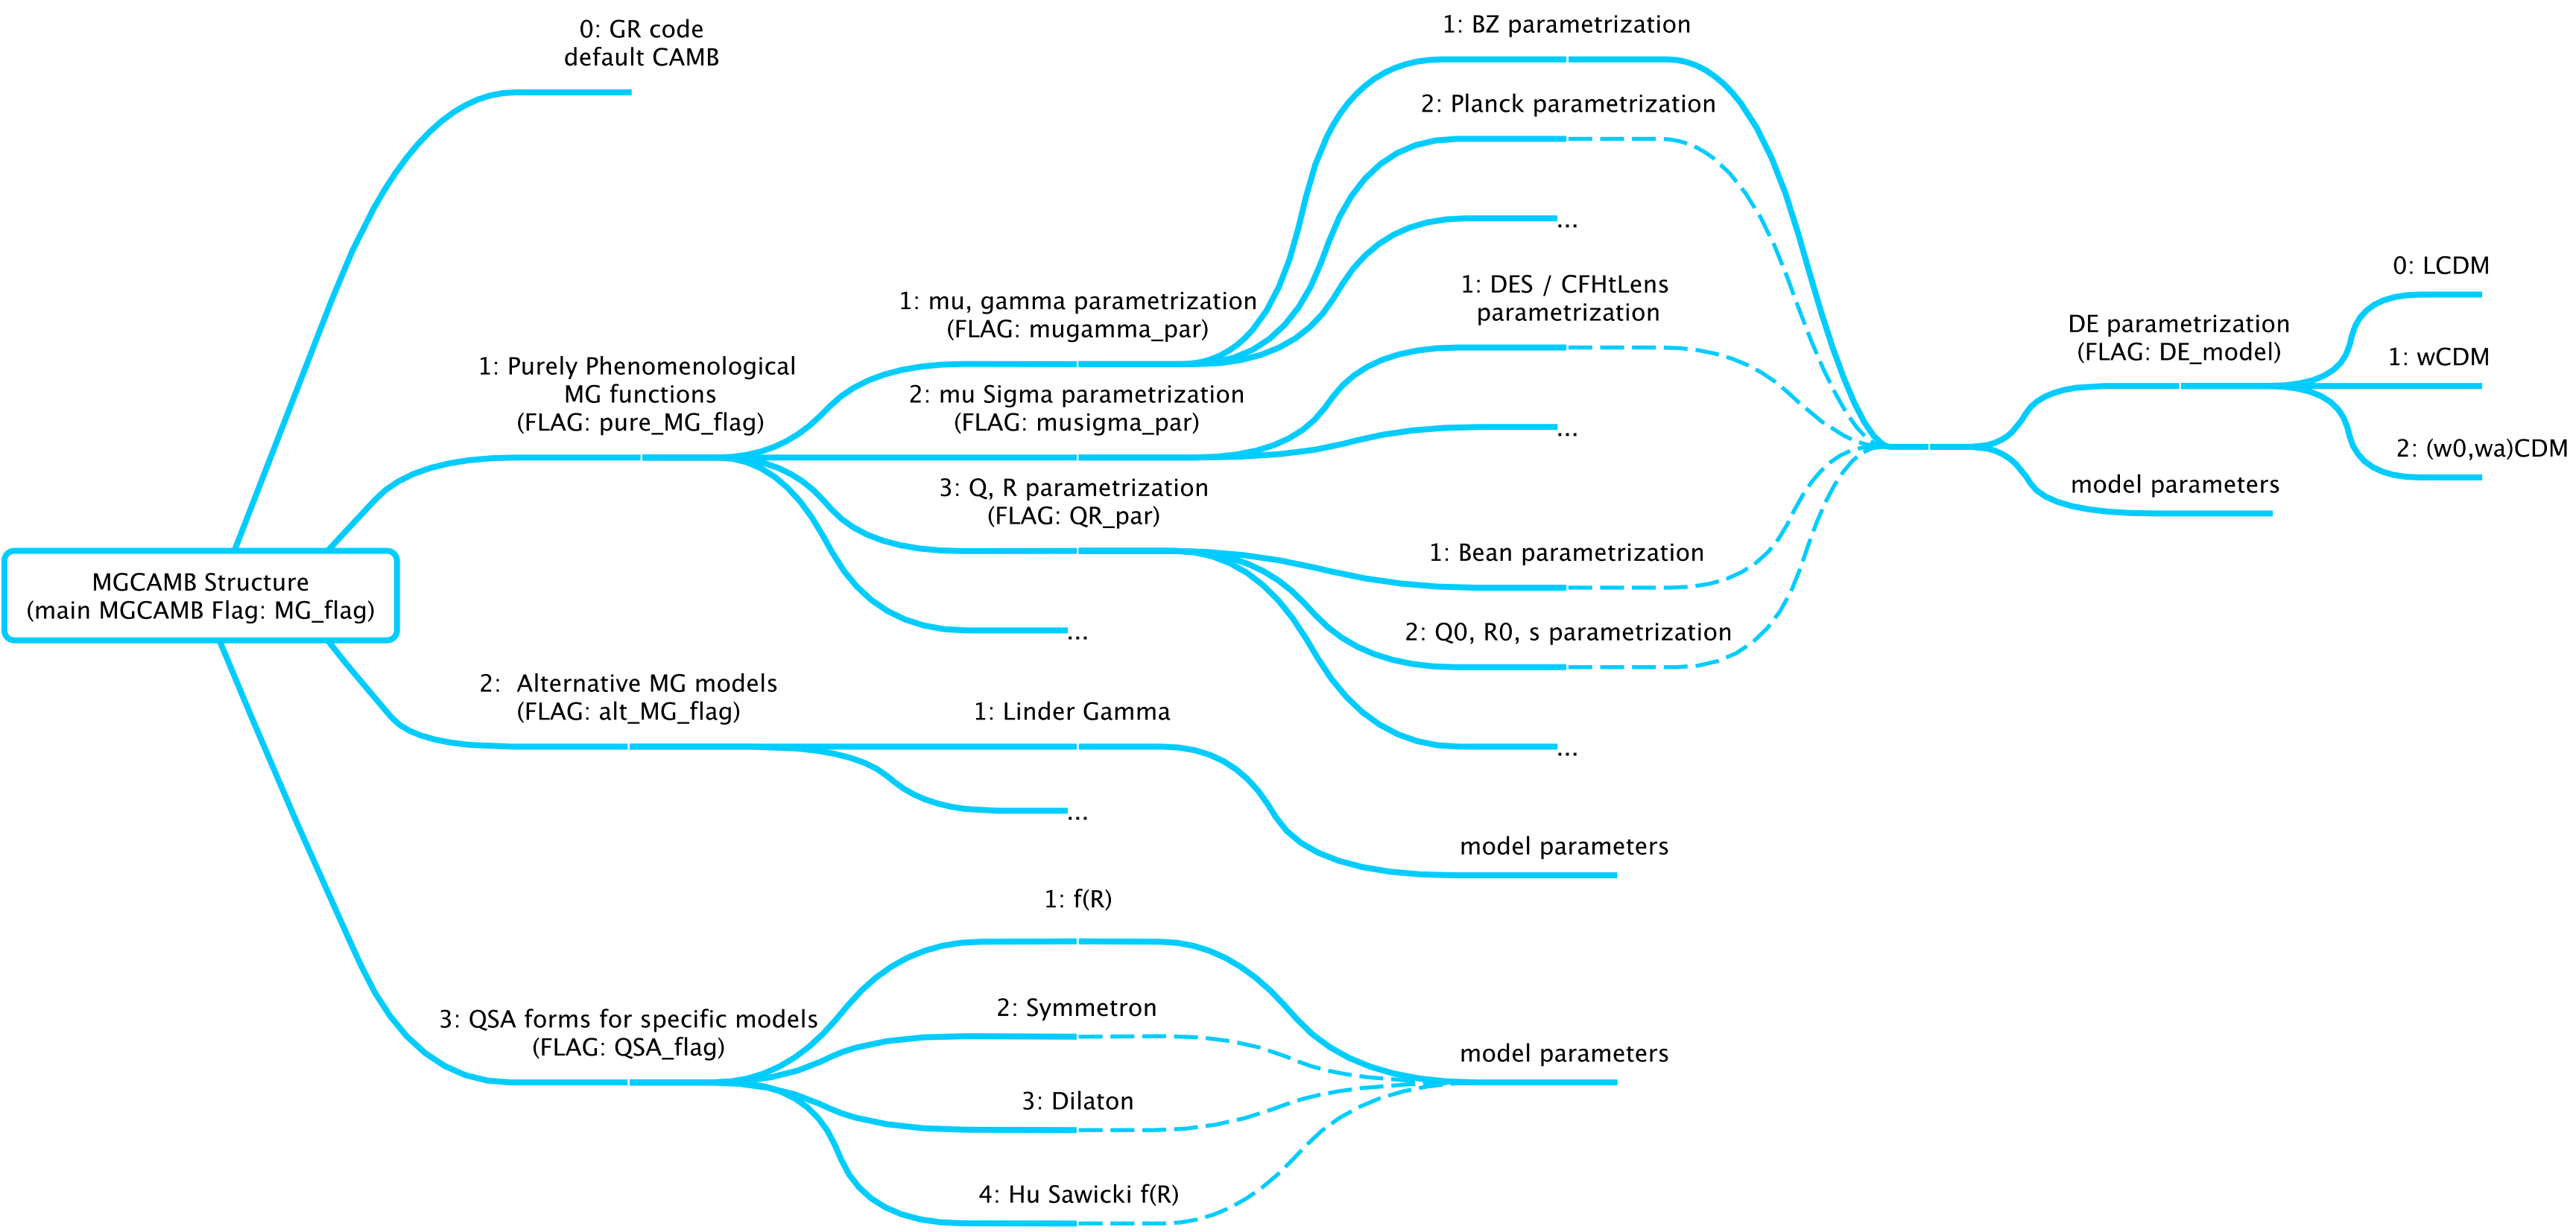 MGCAMB Structure
(main MGCAMB Flag: MG_flag)
0: GR code
default CAMB
1: Purely Phenomenological
MG functions
(FLAG: pure_MG_flag)
1: mu, gamma parametrization
(FLAG: mugamma_par)
1: BZ parametrization
2: Planck parametrization
...
2: mu Sigma parametrization
(FLAG: musigma_par)
1: DES / CFHtLens
parametrization
...
3: Q, R parametrization
(FLAG: QR_par)
1: Bean parametrization
2: Q0, R0, s parametrization
...
...
DE parametrization
(FLAG: DE_model)
0: LCDM
1: wCDM
2: (w0,wa)CDM
model parameters
2:  Alternative MG models
(FLAG: alt_MG_flag)
1: Linder Gamma
...
model parameters
3: QSA forms for specific models
(FLAG: QSA_flag)
1: f(R)
2: Symmetron
3: Dilaton
4: Hu Sawicki f(R)
model parameters